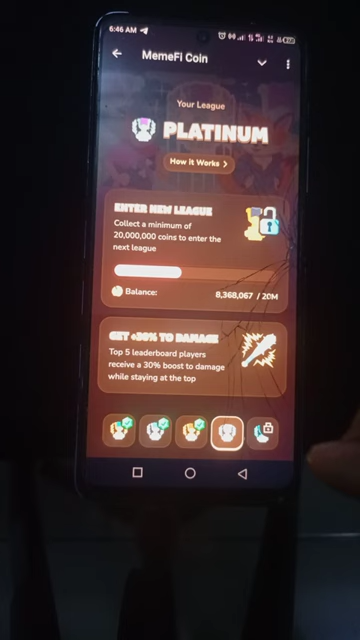 6:46 AM
MemeFi Coin
Your League
PLATINUM
How it Works >
ENTER NEW LEAGUE
Collect a minimum of
20,000,000 coins to enter the
next league
Balance:
8,368,067 / 20M
GET +30% TO DAMAGE
Top 5 leaderboard players
receive a 30% boost to damage
while staying at the top